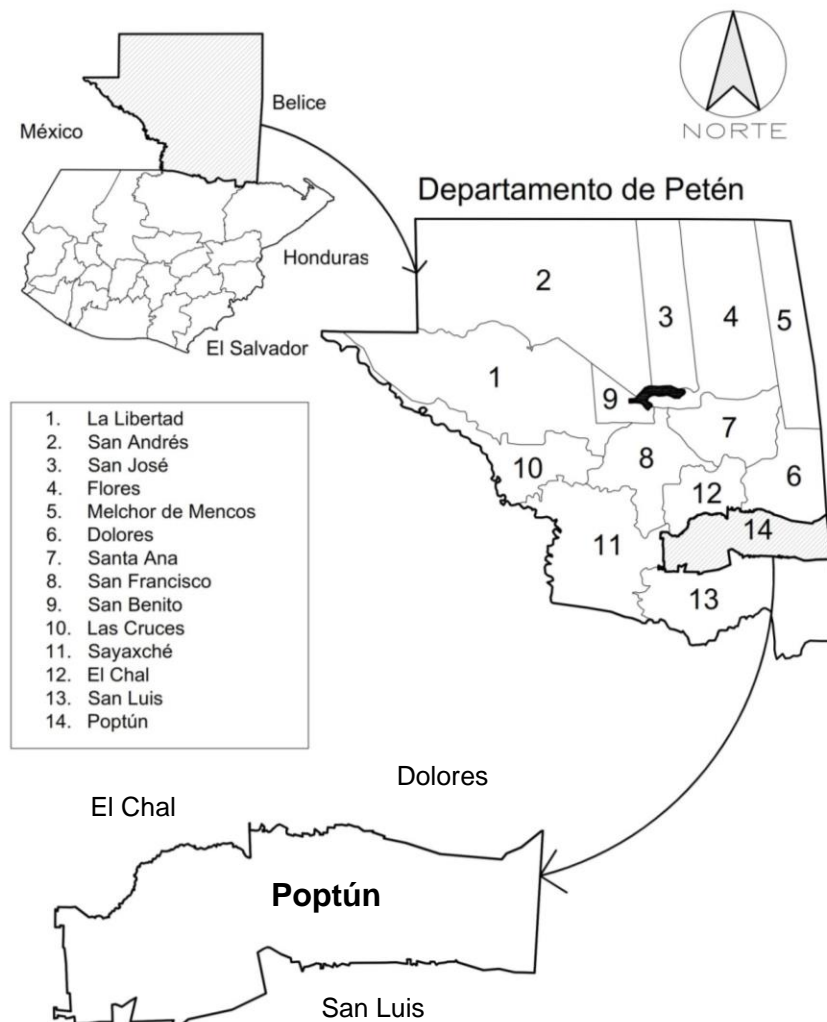 Belice
México
NORTE
Departamento de Petén
Honduras
El Salvador
2
3
4
5
1
9
7
8
10
6
12
14
11
13
1. La Libertad
2. San Andrés
3. San José
4. Flores
5. Melchor de Mencos
6. Dolores
7. Santa Ana
8. San Francisco
9. San Benito
10. Las Cruces
11. Sayaxché
12. El Chal
13. San Luis
14. Poptún
Dolores
El Chal
Poptún
San Luis